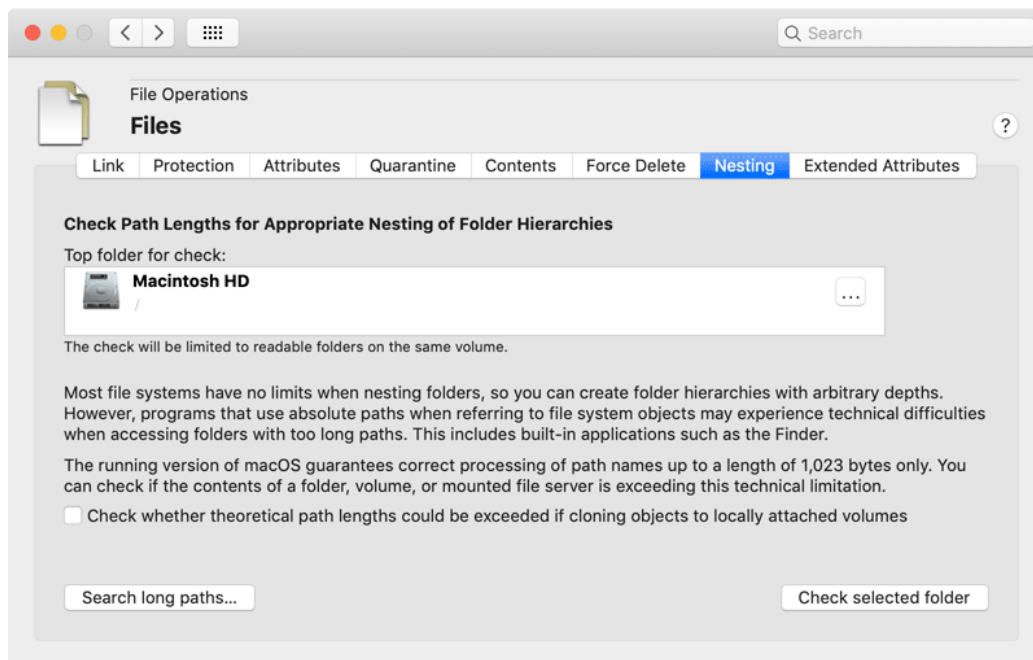 Search
File Operations
Files
?
Link Protection Attributes Quarantine Contents Force Delete Nesting Extended Attributes
Check Path Lengths for Appropriate Nesting of Folder Hierarchies
Top folder for check:
Macintosh HD
/
...
The check will be limited to readable folders on the same volume.
Most file systems have no limits when nesting folders, so you can create folder hierarchies with arbitrary depths.
However, programs that use absolute paths when referring to file system objects may experience technical difficulties
when accessing folders with too long paths. This includes built-in applications such as the Finder.
The running version of macOS guarantees correct processing of path names up to a length of 1,023 bytes only. You
can check if the contents of a folder, volume, or mounted file server is exceeding this technical limitation.
Check whether theoretical path lengths could be exceeded if cloning objects to locally attached volumes
Search long paths... Check selected folder